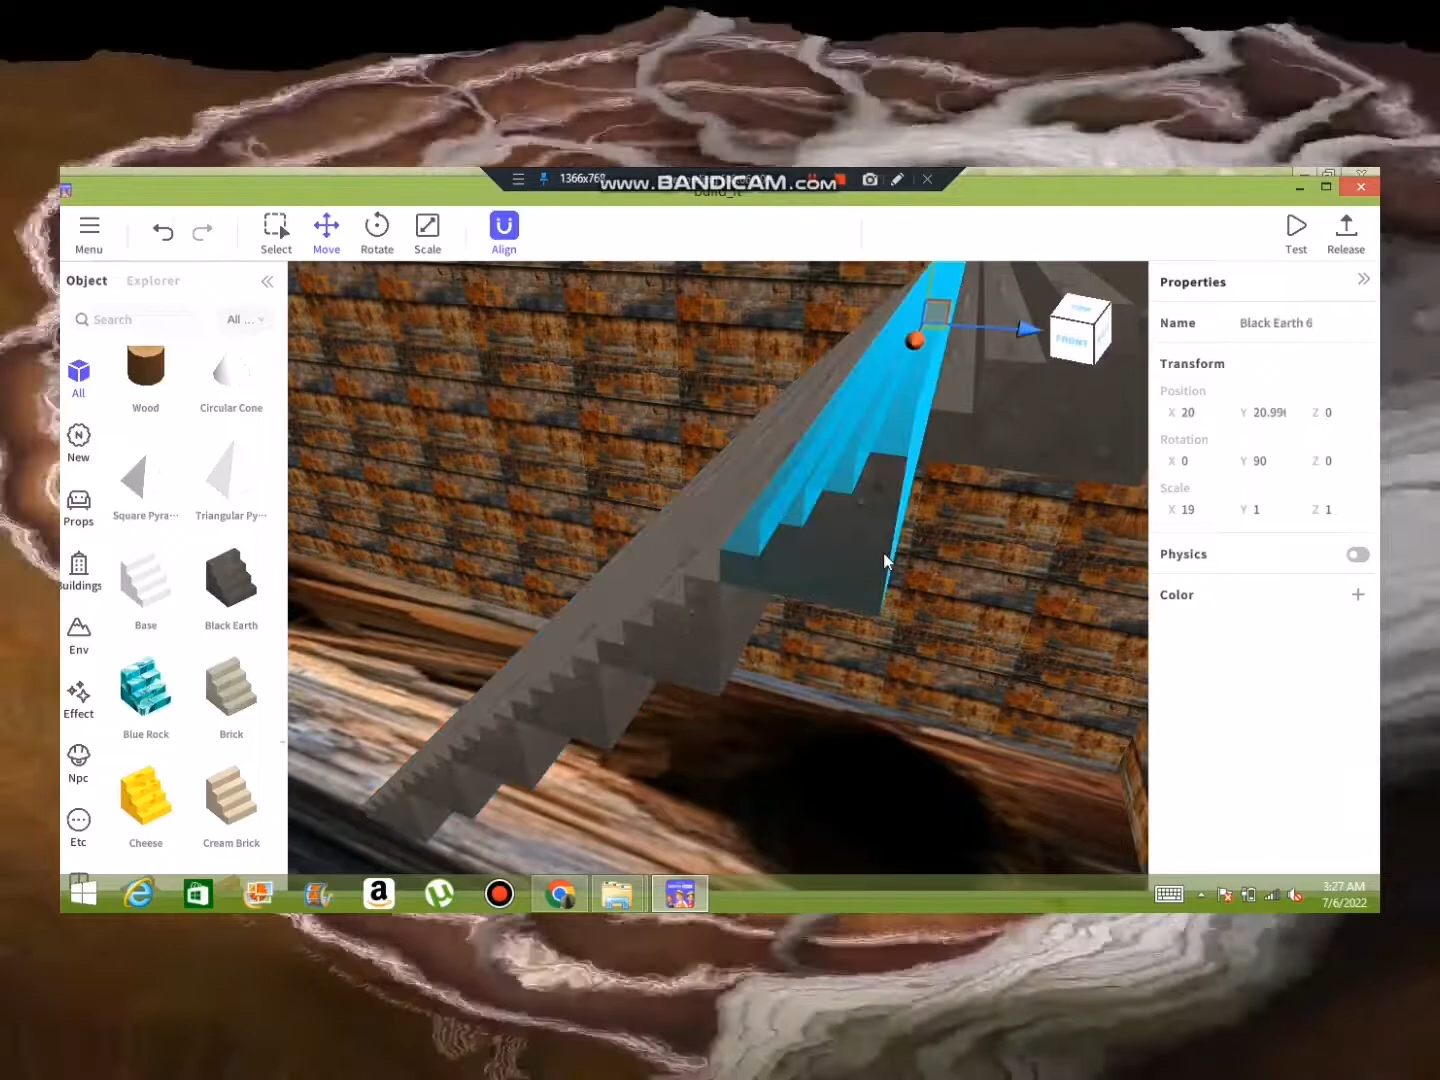 1366x768
www.BANDICAM.com
Menu
Select
Move
Rotate
Scale
Align
Test
Release
Object
Explorer
Search
All ...
All
New
Props
Buildings
Env
Effect
Npc
Etc
Wood
Circular Cone
Square Pyra...
Triangular Py...
Base
Black Earth
Blue Rock
Brick
Cheese
Cream Brick
FRONT
Properties
Name
Black Earth 6
Transform
Position
X 20
Y 20.99
Z 0
Rotation
X 0
Y 90
Z 0
Scale
X 19
Y 1
Z 1
Physics
Color
3:27 AM
7/6/2022